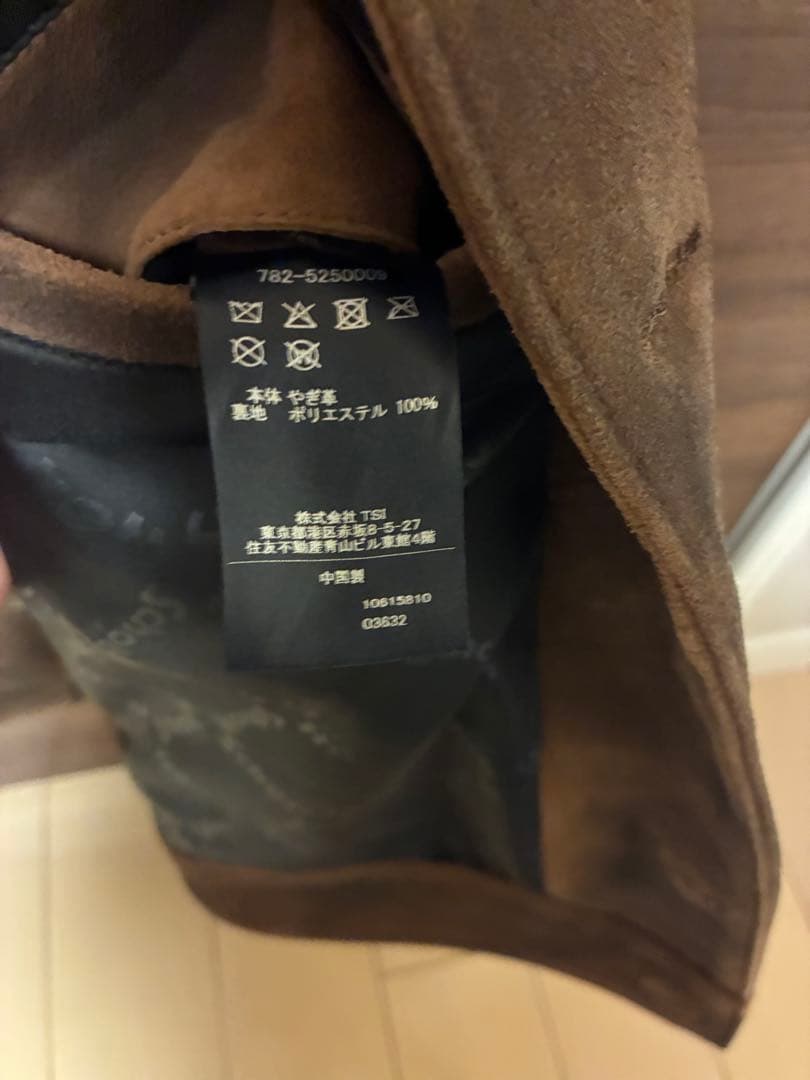 782-5250009
本体 やぎ革
裏地 ポリエステル 100%
株式会社 TSI
東京都港区赤坂8-5-27
住友不動産青山ビル東館4階
中国製
10615810
03632